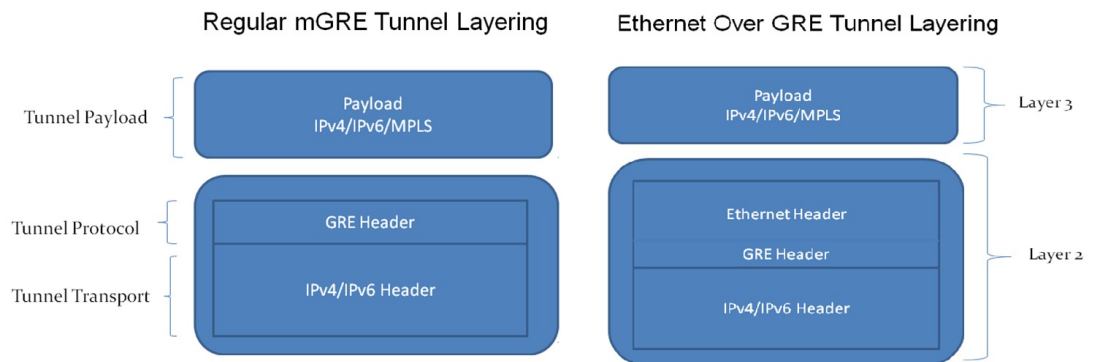 Regular mGRE Tunnel Layering
Ethernet Over GRE Tunnel Layering
Tunnel Payload
Payload
IPv4/IPv6/MPLS
Payload
IPv4/IPv6/MPLS
Layer 3
Tunnel Protocol
GRE Header
Tunnel Transport
IPv4/IPv6 Header
Ethernet Header
GRE Header
IPv4/IPv6 Header
Layer 2